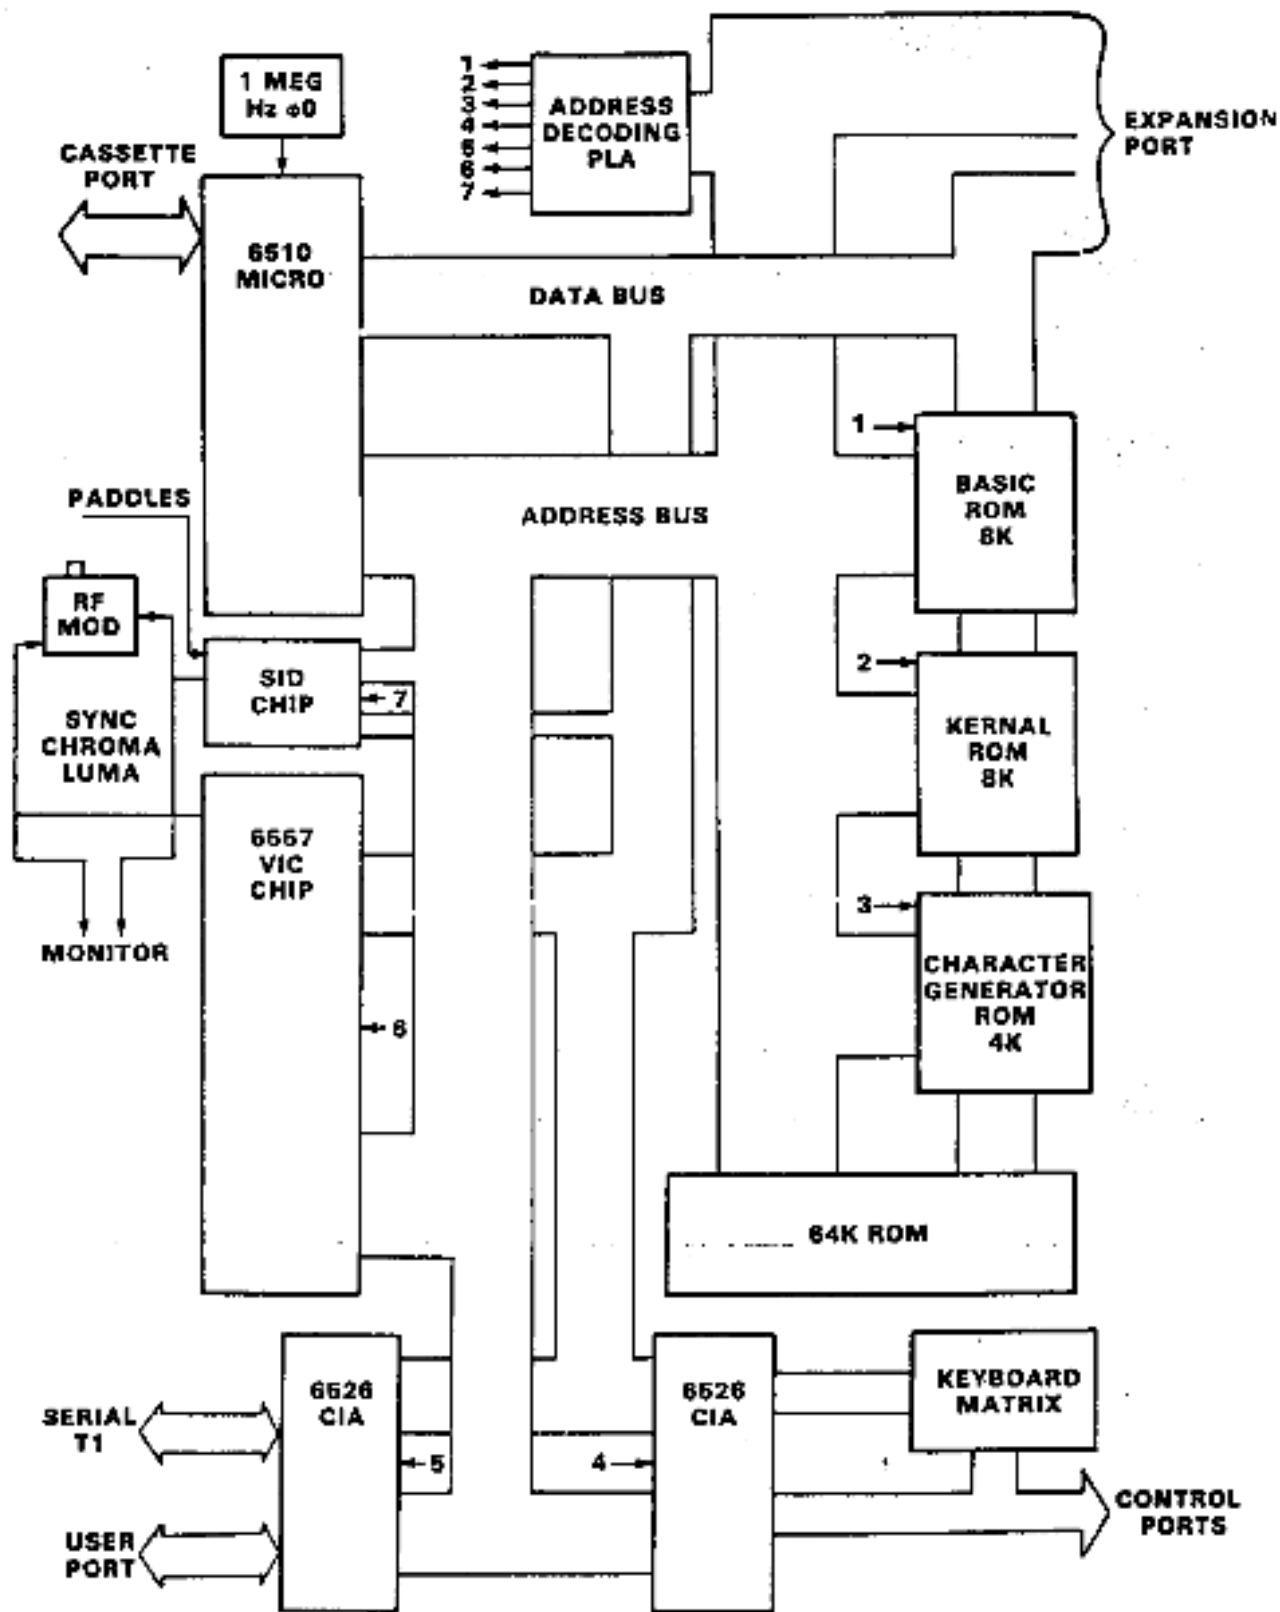 1 MEG
Hz φ0
1
2
3
4
5
6
7
ADDRESS
DECODING
PLA
EXPANSION
PORT
CASSETTE
PORT
6510
MICRO
DATA BUS
1
BASIC
ROM
8K
PADDLES
ADDRESS BUS
RF
MOD
SID
CHIP
7
2
KERNAL
ROM
8K
SYNC
CHROMA
LUMA
6567
VIC
CHIP
3
CHARACTER
GENERATOR
ROM
4K
MONITOR
6
64K ROM
6526
CIA
6526
CIA
KEYBOARD
MATRIX
SERIAL
T1
5
4
CONTROL
PORTS
USER
PORT